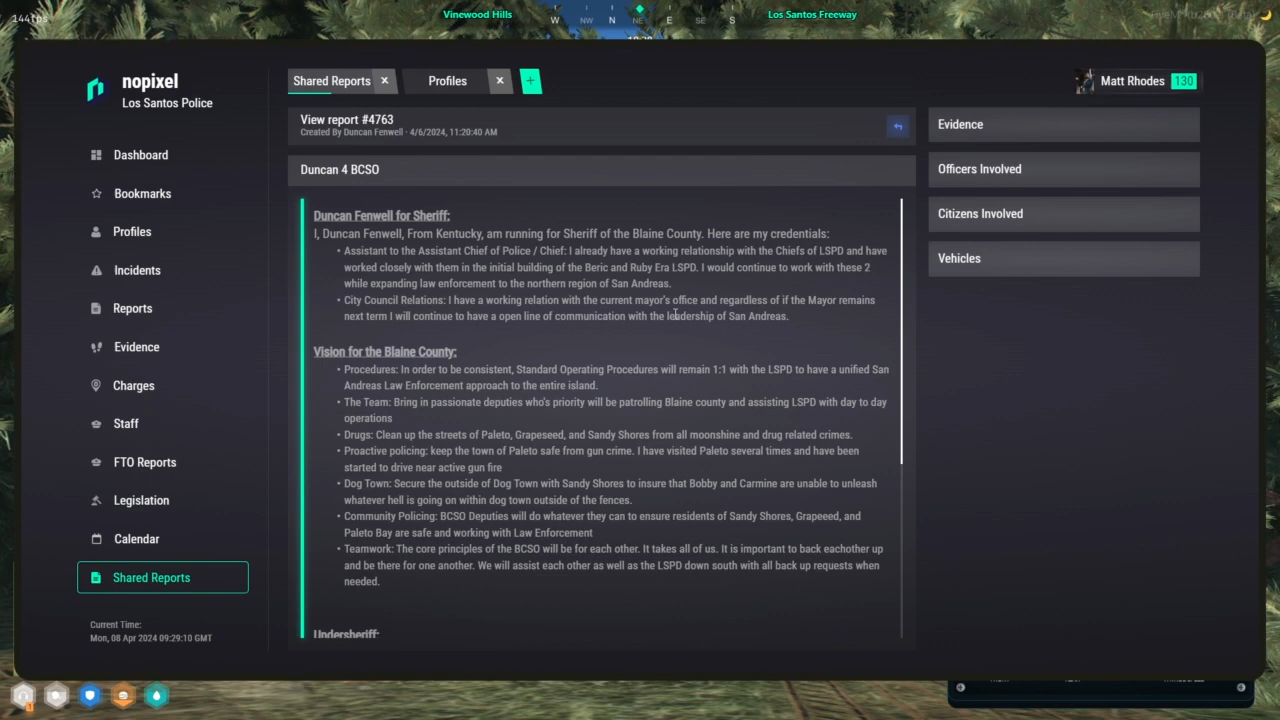 144fps
Vinewood Hills
W NW N NE E SE S
Los Santos Freeway
nopixel
Los Santos Police
Shared Reports ×
Profiles ×
+
Matt Rhodes 130
View report #4763
Created By Duncan Fenwell - 4/6/2024, 11:20:40 AM
Duncan 4 BCSO
Evidence
Officers Involved
Citizens Involved
Vehicles
Dashboard
Bookmarks
Profiles
Incidents
Reports
Evidence
Charges
Staff
FTO Reports
Legislation
Calendar
Shared Reports
Current Time:
Mon, 08 Apr 2024 09:29:10 GMT
Duncan Fenwell for Sheriff:
I, Duncan Fenwell, From Kentucky, am running for Sheriff of the Blaine County. Here are my credentials:
• Assistant to the Assistant Chief of Police / Chief: I already have a working relationship with the Chiefs of LSPD and have
worked closely with them in the initial building of the Beric and Ruby Era LSPD. I would continue to work with these 2
while expanding law enforcement to the northern region of San Andreas.
• City Council Relations: I have a working relation with the current mayor's office and regardless of if the Mayor remains
next term I will continue to have a open line of communication with the leadership of San Andreas.
Vision for the Blaine County:
• Procedures: In order to be consistent, Standard Operating Procedures will remain 1:1 with the LSPD to have a unified San
Andreas Law Enforcement approach to the entire island.
• The Team: Bring in passionate deputies who's priority will be patrolling Blaine county and assisting LSPD with day to day
operations
• Drugs: Clean up the streets of Paleto, Grapeseed, and Sandy Shores from all moonshine and drug related crimes.
• Proactive policing: keep the town of Paleto safe from gun crime. I have visited Paleto several times and have been
started to drive near active gun fire
• Dog Town: Secure the outside of Dog Town with Sandy Shores to insure that Bobby and Carmine are unable to unleash
whatever hell is going on within dog town outside of the fences.
• Community Policing: BCSO Deputies will do whatever they can to ensure residents of Sandy Shores, Grapeeed, and
Paleto Bay are safe and working with Law Enforcement
• Teamwork: The core principles of the BCSO will be for each other. It takes all of us. It is important to back eachother up
and be there for one another. We will assist each other as well as the LSPD down south with all back up requests when
needed.
Undersheriff: